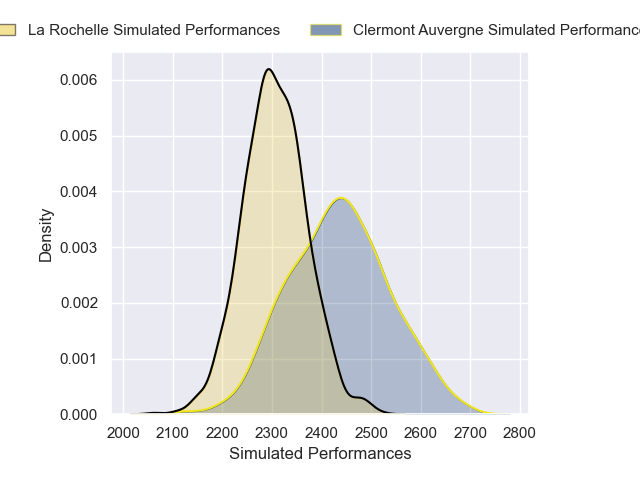 La Rochelle Simulated Performances
Clermont Auvergne Simulated
0.006
0.005
0.004
0.003
0.002
0.001
0.000
Density
2000 2100 2200 2300 2400 2500 2600 2700 2800
Simulated Performances